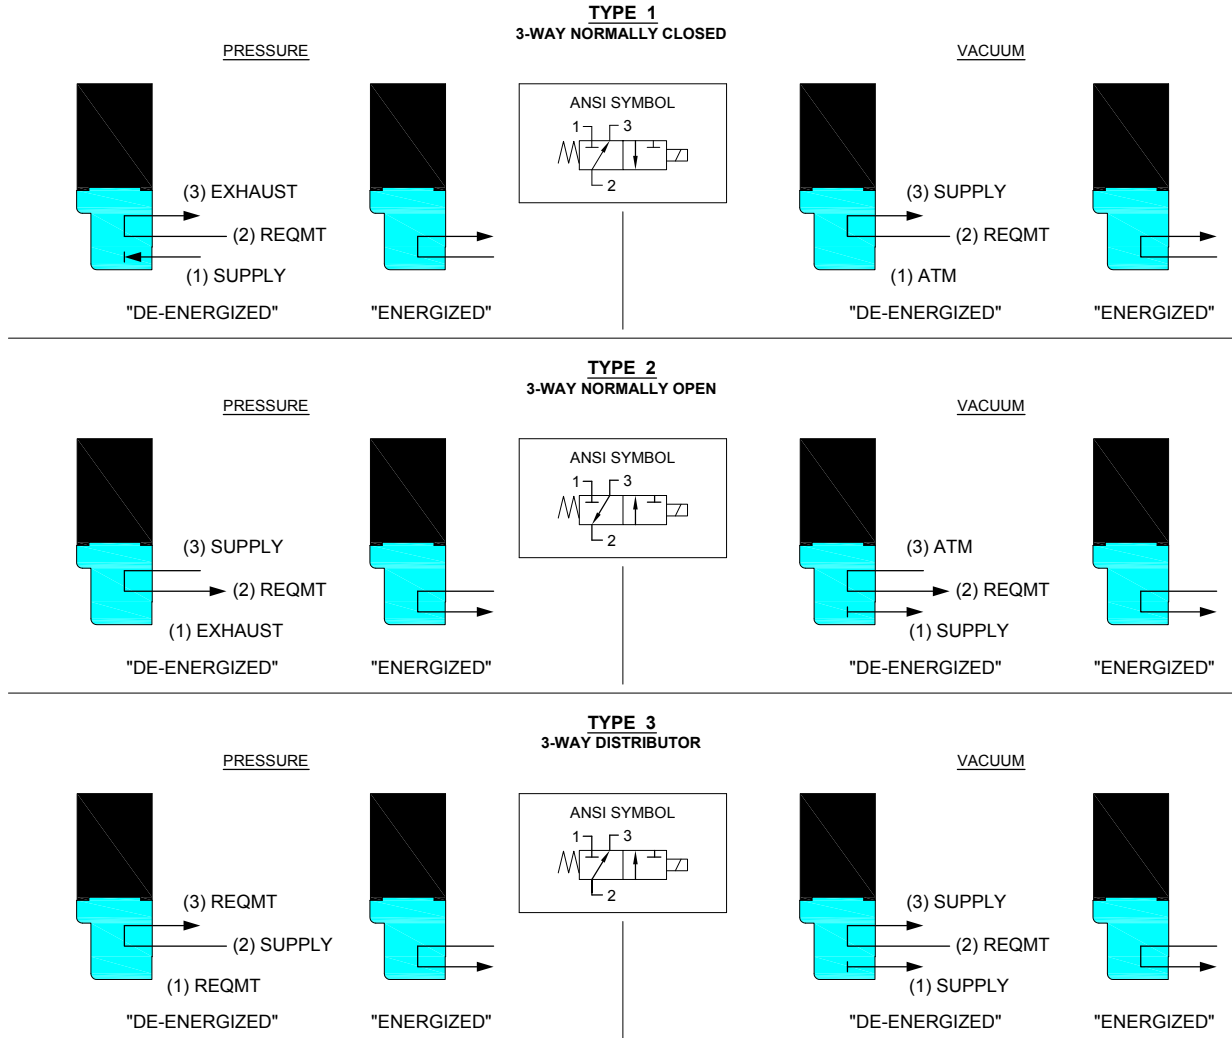 TYPE 1
3-WAY NORMALLY CLOSED
PRESSURE
VACUUM
ANSI SYMBOL
1
3
2
(3) EXHAUST
(2) REQMT
(1) SUPPLY
"DE-ENERGIZED"
"ENERGIZED"
(3) SUPPLY
(2) REQMT
(1) ATM
"DE-ENERGIZED"
"ENERGIZED"
TYPE 2
3-WAY NORMALLY OPEN
PRESSURE
VACUUM
ANSI SYMBOL
1
3
2
(3) SUPPLY
(2) REQMT
(1) EXHAUST
"DE-ENERGIZED"
"ENERGIZED"
(3) ATM
(2) REQMT
(1) SUPPLY
"DE-ENERGIZED"
"ENERGIZED"
TYPE 3
3-WAY DISTRIBUTOR
PRESSURE
VACUUM
ANSI SYMBOL
1
3
2
(3) REQMT
(2) SUPPLY
(1) REQMT
"DE-ENERGIZED"
"ENERGIZED"
(3) SUPPLY
(2) REQMT
(1) SUPPLY
"DE-ENERGIZED"
"ENERGIZED"